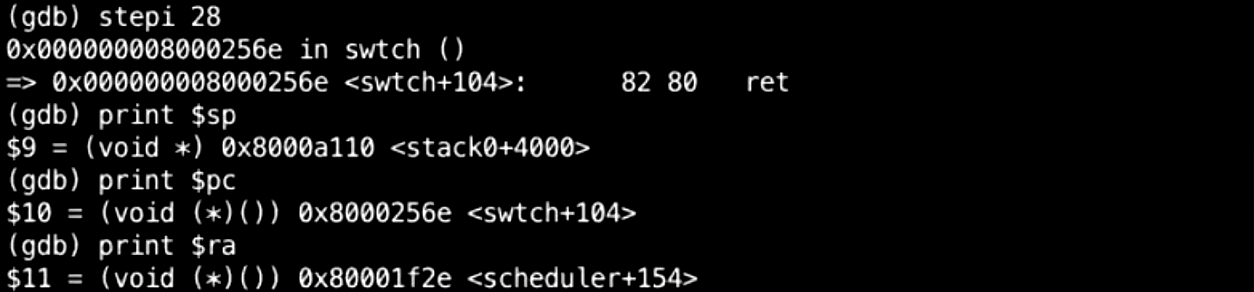 (gdb) stepi 28
0x000000008000256e in swtch ()
=> 0x000000008000256e <swtch+104>:      82 80   ret
(gdb) print $sp
$9 = (void *) 0x8000a110 <stack0+4000>
(gdb) print $pc
$10 = (void (*)()) 0x8000256e <swtch+104>
(gdb) print $ra
$11 = (void (*)()) 0x80001f2e <scheduler+154>